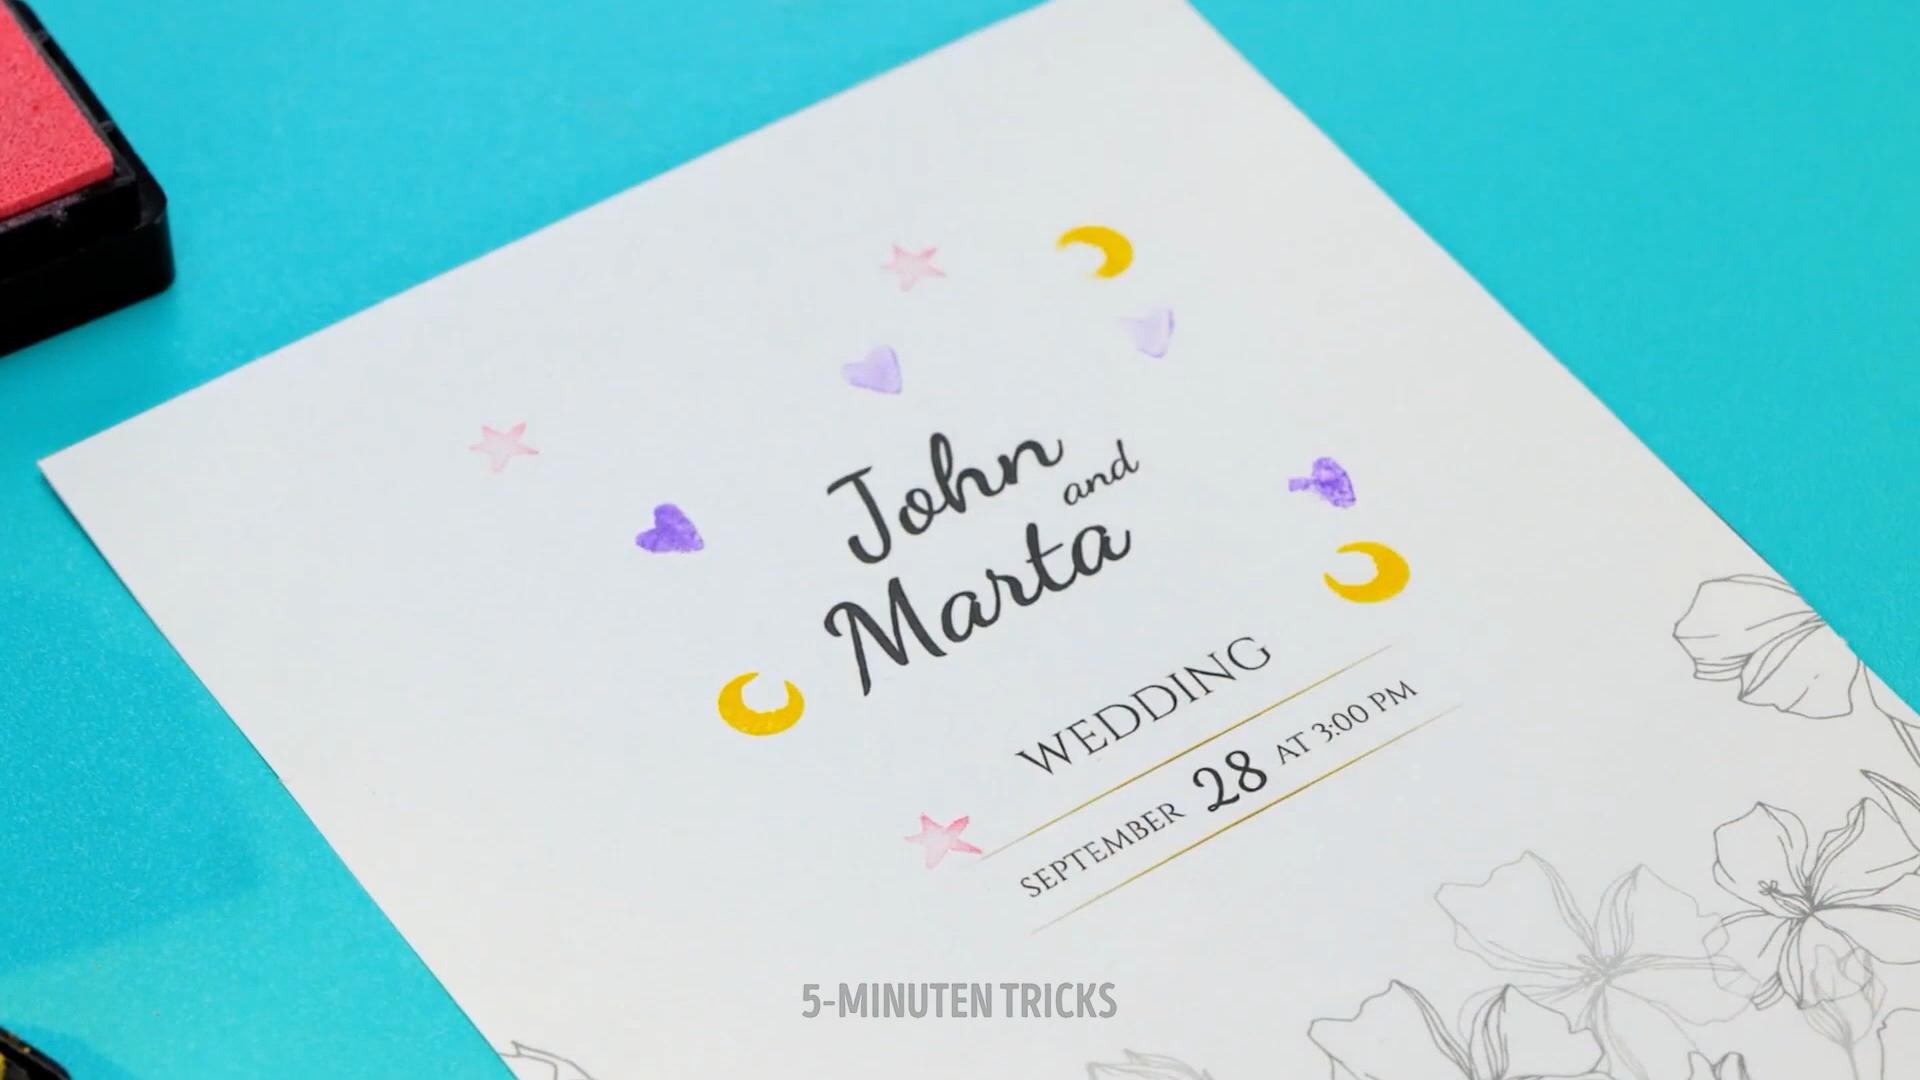 John
and
Marta
WEDDING
SEPTEMBER 28 AT 3:00 PM
5-MINUTEN TRICKS